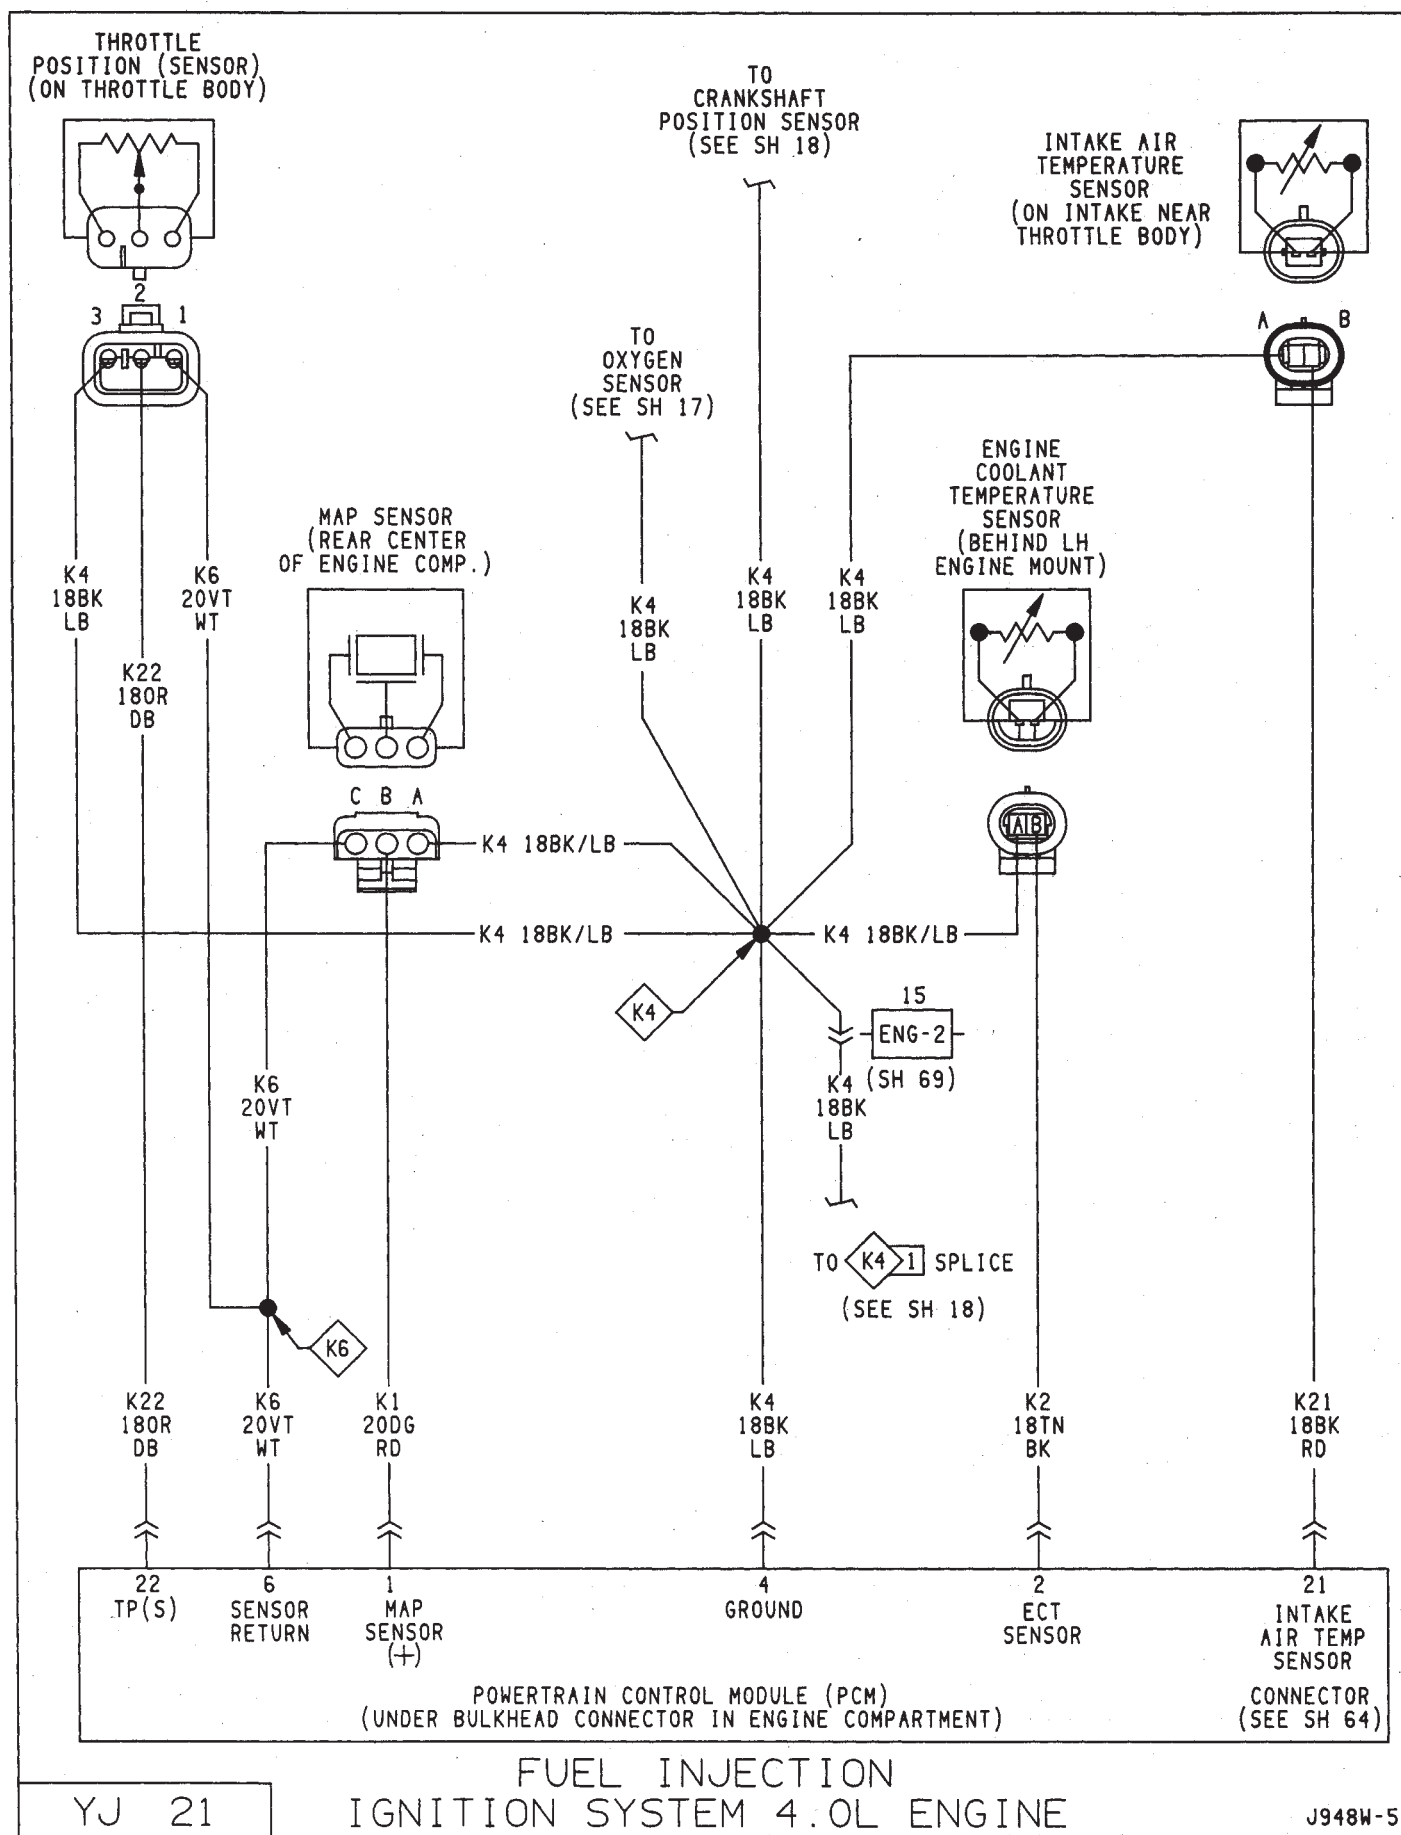 THROTTLE
POSITION (SENSOR)
(ON THROTTLE BODY)
TO
CRANKSHAFT
POSITION SENSOR
(SEE SH 18)
INTAKE AIR
TEMPERATURE
SENSOR
(ON INTAKE NEAR
THROTTLE BODY)
2
3 1
A B
TO
OXYGEN
SENSOR
(SEE SH 17)
ENGINE
COOLANT
TEMPERATURE
SENSOR
(BEHIND LH
ENGINE MOUNT)
MAP SENSOR
(REAR CENTER
OF ENGINE COMP.)
K4
18BK
LB
K6
20VT
WT
K22
18OR
DB
K4
18BK
LB
K4
18BK
LB
K4
18BK
LB
C B A
A B
K4 18BK/LB
K4 18BK/LB
K4 18BK/LB
K4
15
ENG-2
(SH 69)
K4
18BK
LB
K6
20VT
WT
TO K4 1 SPLICE
(SEE SH 18)
K6
K22
18OR
DB
K6
20VT
WT
K1
20DG
RD
K4
18BK
LB
K2
18TN
BK
K21
18BK
RD
22
TP(S)
6
SENSOR
RETURN
1
MAP
SENSOR
(+)
4
GROUND
2
ECT
SENSOR
21
INTAKE
AIR TEMP
SENSOR
POWERTRAIN CONTROL MODULE (PCM)
(UNDER BULKHEAD CONNECTOR IN ENGINE COMPARTMENT)
CONNECTOR
(SEE SH 64)
FUEL INJECTION
IGNITION SYSTEM 4.0L ENGINE
YJ 21
J948W-5